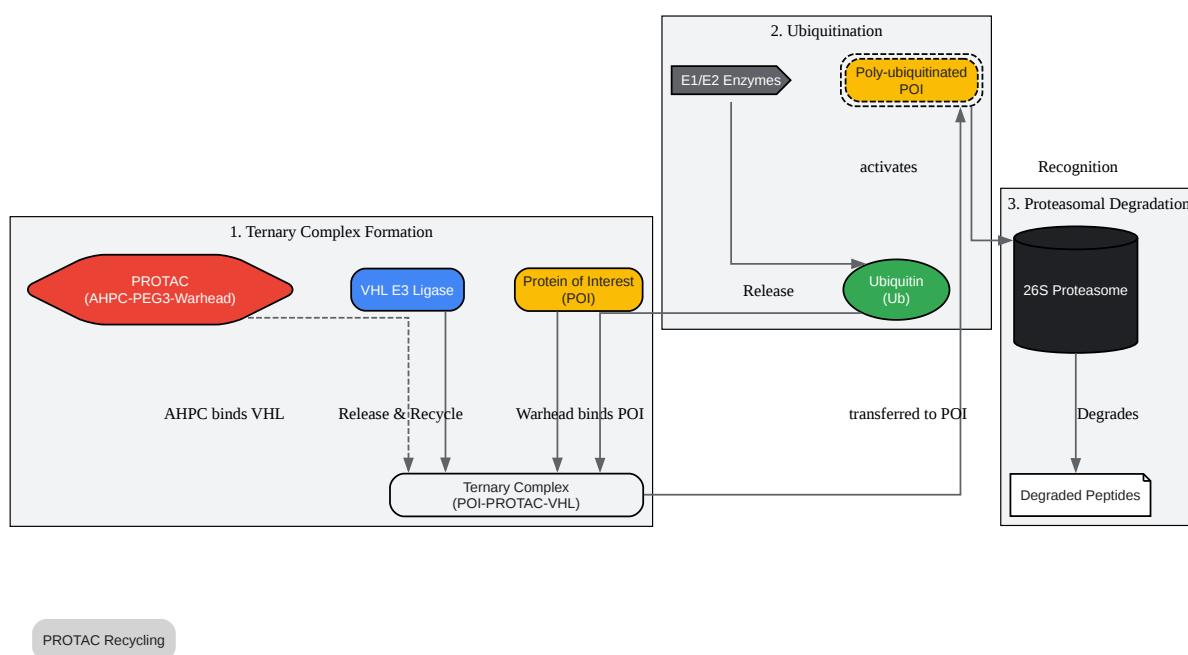 2. Ubiquitination
E1/E2 Enzymes
Poly-ubiquitinated
POI
activates
Recognition
3. Proteasomal Degradation
1. Ternary Complex Formation
PROTAC
(AHPC-PEG3-Warhead)
VHL E3 Ligase
Protein of Interest
(POI)
Release
Ubiquitin
(Ub)
26S Proteasome
AHPC binds VHL
Release & Recycle
Warhead binds POI
transferred to POI
Degrades
Ternary Complex
(POI-PROTAC-VHL)
Degraded Peptides
PROTAC Recycling